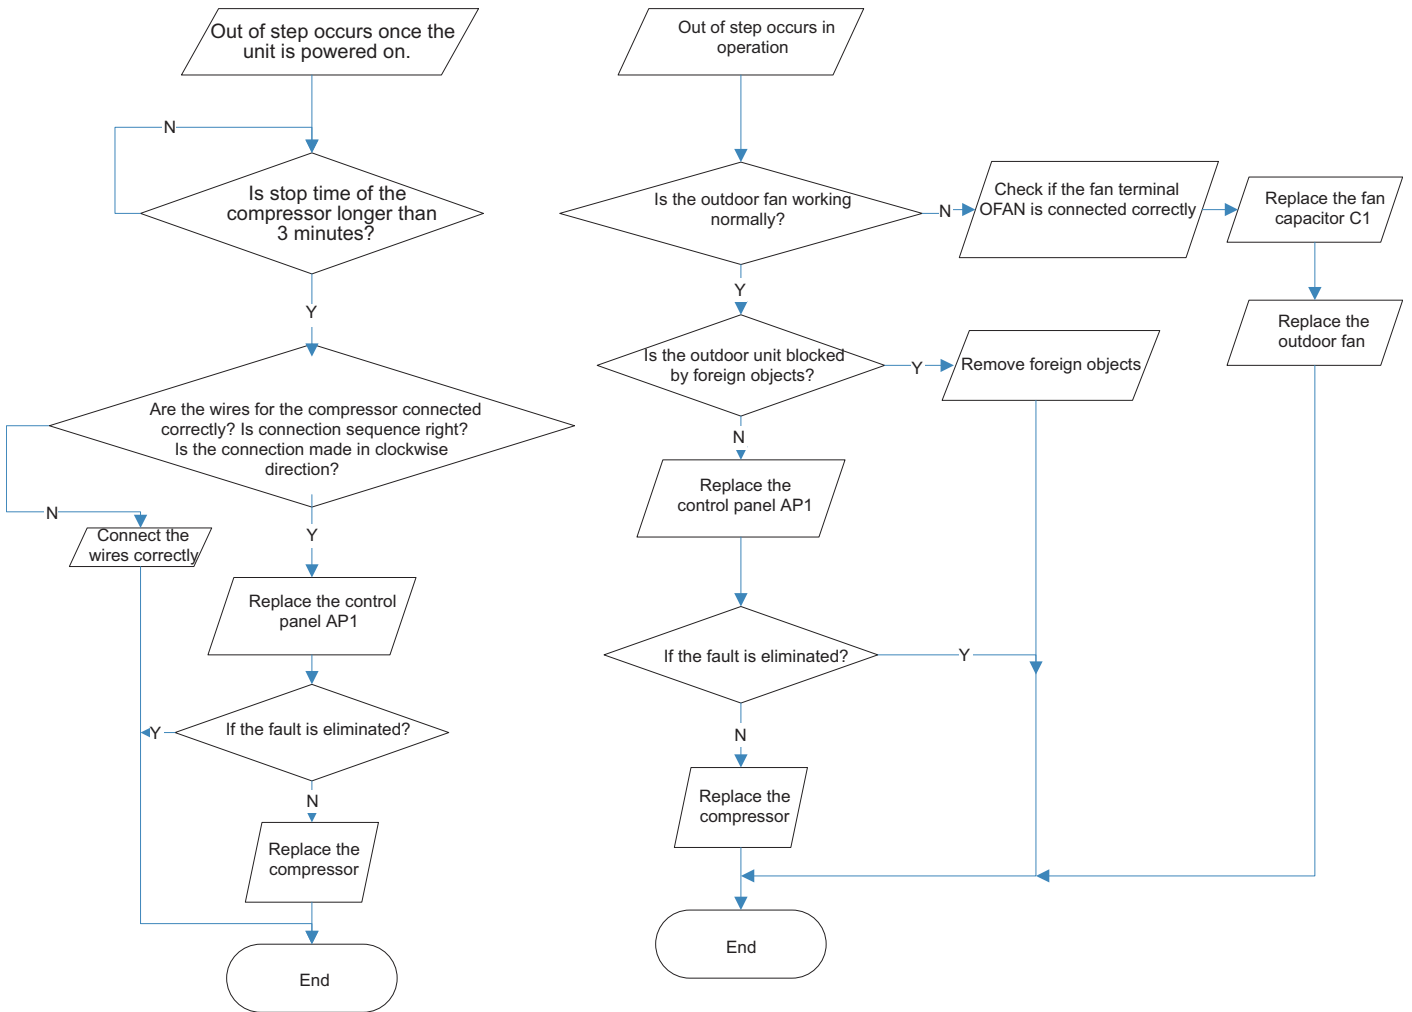 Out of step occurs once the
unit is powered on.
N
Is stop time of the
compressor longer than
3 minutes?
Y
Are the wires for the compressor connected
correctly? Is connection sequence right?
Is the connection made in clockwise
direction?
N
Connect the
wires correctly
Y
Replace the control
panel AP1
If the fault is eliminated?
Y
N
Replace the
compressor
End
Out of step occurs in
operation
Is the outdoor fan working
normally?
N
Check if the fan terminal
OFAN is connected correctly
Replace the fan
capacitor C1
Replace the
outdoor fan
Y
Is the outdoor unit blocked
by foreign objects?
Y
Remove foreign objects
N
Replace the
control panel AP1
If the fault is eliminated?
Y
N
Replace the
compressor
End